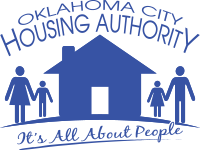 OKLAHOMA CITY
HOUSING AUTHORITY
It's All About People